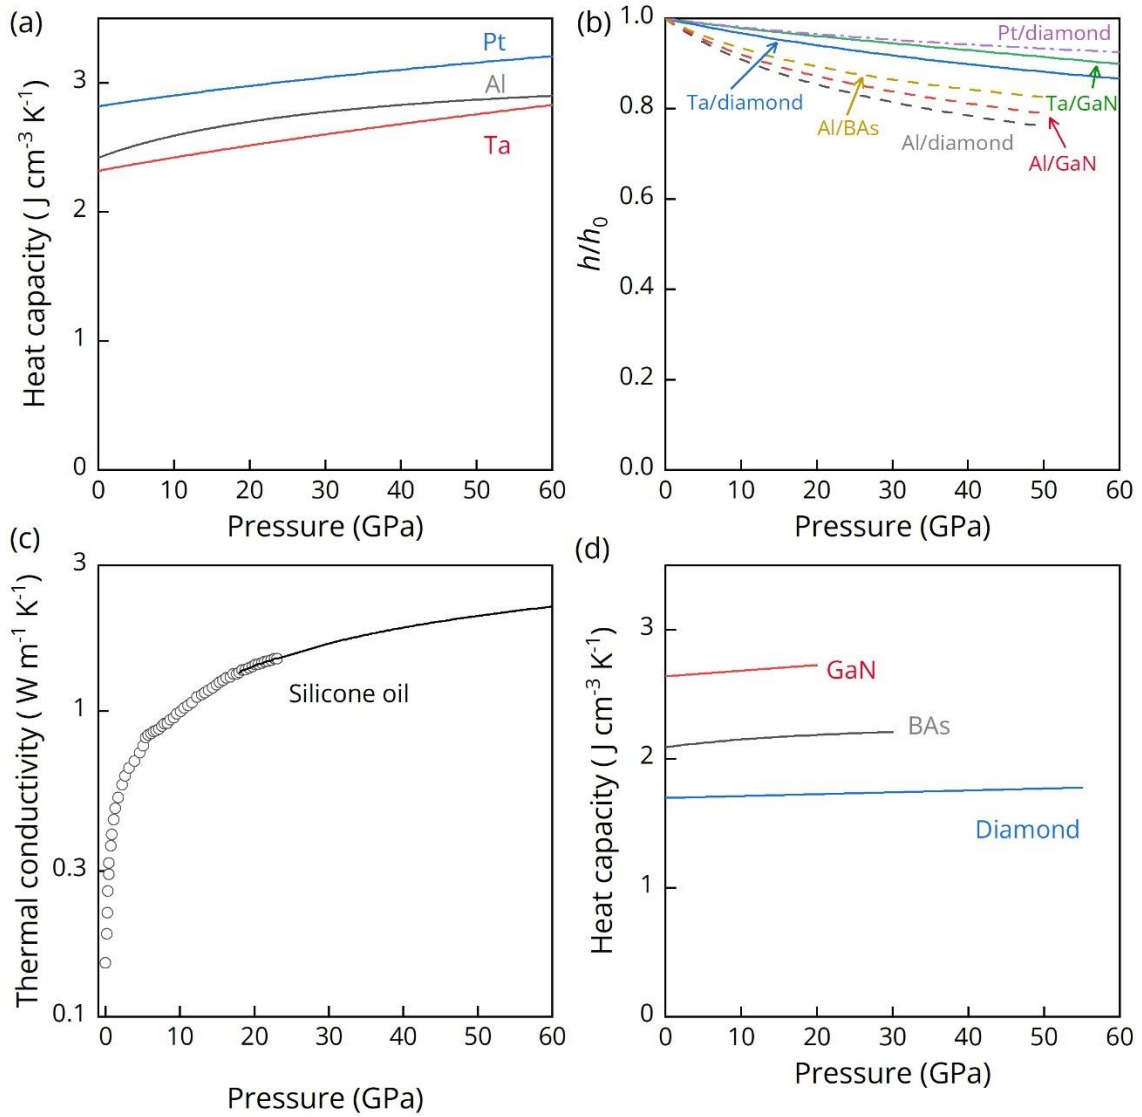 (a)
Heat capacity ( J cm⁻³ K⁻¹)
3
2
1
0
Pt
Al
Ta
0 10 20 30 40 50 60
Pressure (GPa)
(b)
h/h₀
1.0
0.8
0.6
0.4
0.2
0.0
Pt/diamond
Ta/diamond
Ta/GaN
Al/BAs
Al/diamond
Al/GaN
0 10 20 30 40 50 60
Pressure (GPa)
(c)
Thermal conductivity ( W m⁻¹ K⁻¹)
3
1
0.3
0.1
Silicone oil
0 10 20 30 40 50 60
Pressure (GPa)
(d)
Heat capacity ( J cm⁻³ K⁻¹)
3
2
1
0
GaN
BAs
Diamond
0 10 20 30 40 50 60
Pressure (GPa)